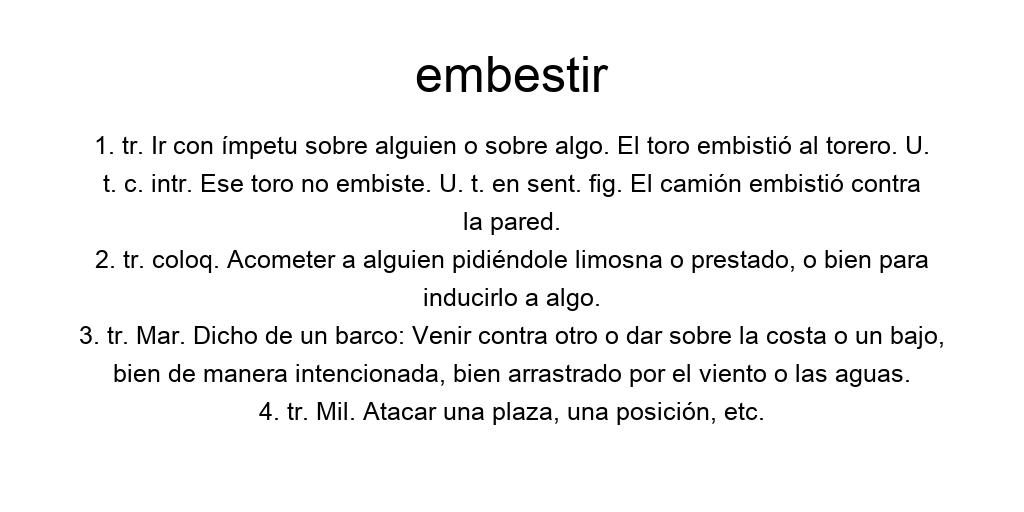 embestir
1. tr. Ir con ímpetu sobre alguien o sobre algo. El toro embistió al torero. U.
t. c. intr. Ese toro no embiste. U. t. en sent. fig. El camión embistió contra
la pared.
2. tr. coloq. Acometer a alguien pidiéndole limosna o prestado, o bien para
inducirlo a algo.
3. tr. Mar. Dicho de un barco: Venir contra otro o dar sobre la costa o un bajo,
bien de manera intencionada, bien arrastrado por el viento o las aguas.
4. tr. Mil. Atacar una plaza, una posición, etc.